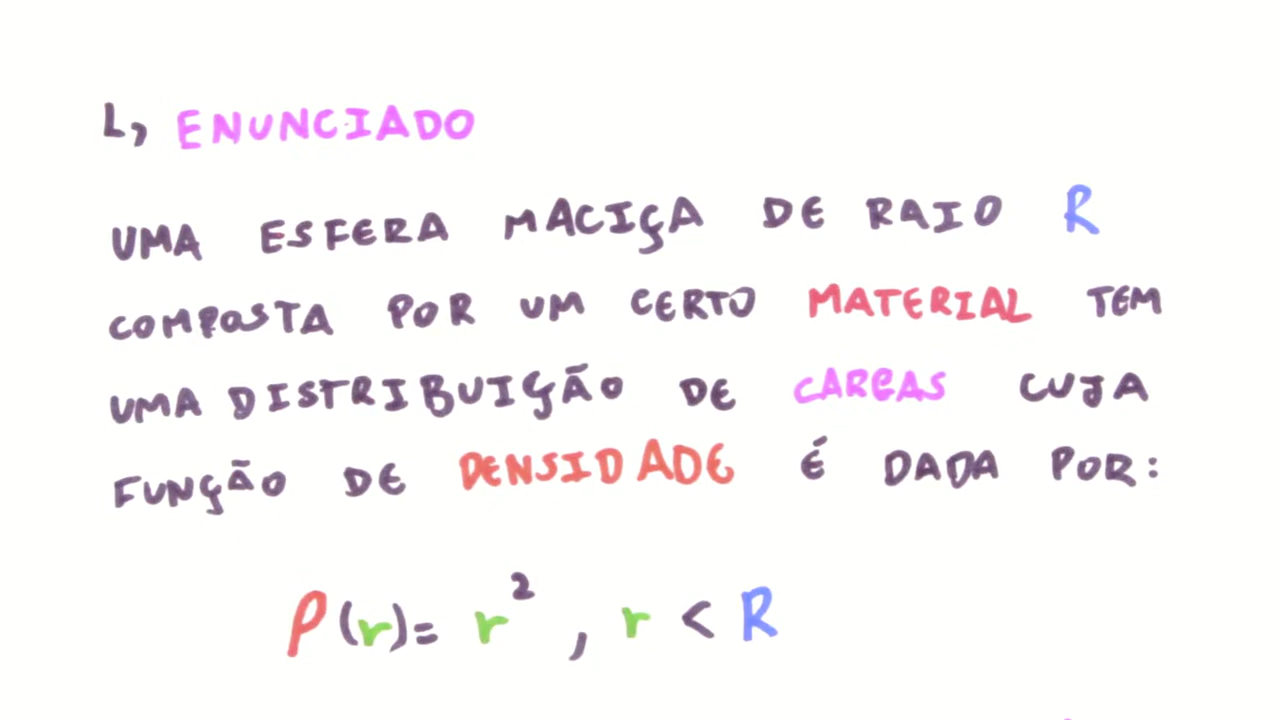 L, ENUNCIADO
UMA ESFERA MACIÇA DE RAIO R
COMPOSTA POR UM CERTO MATERIAL TEM
UMA DISTRIBUIÇÃO DE CARGAS CUJA
FUNÇÃO DE DENSIDADE É DADA POR:
ρ(r) = r², r < R